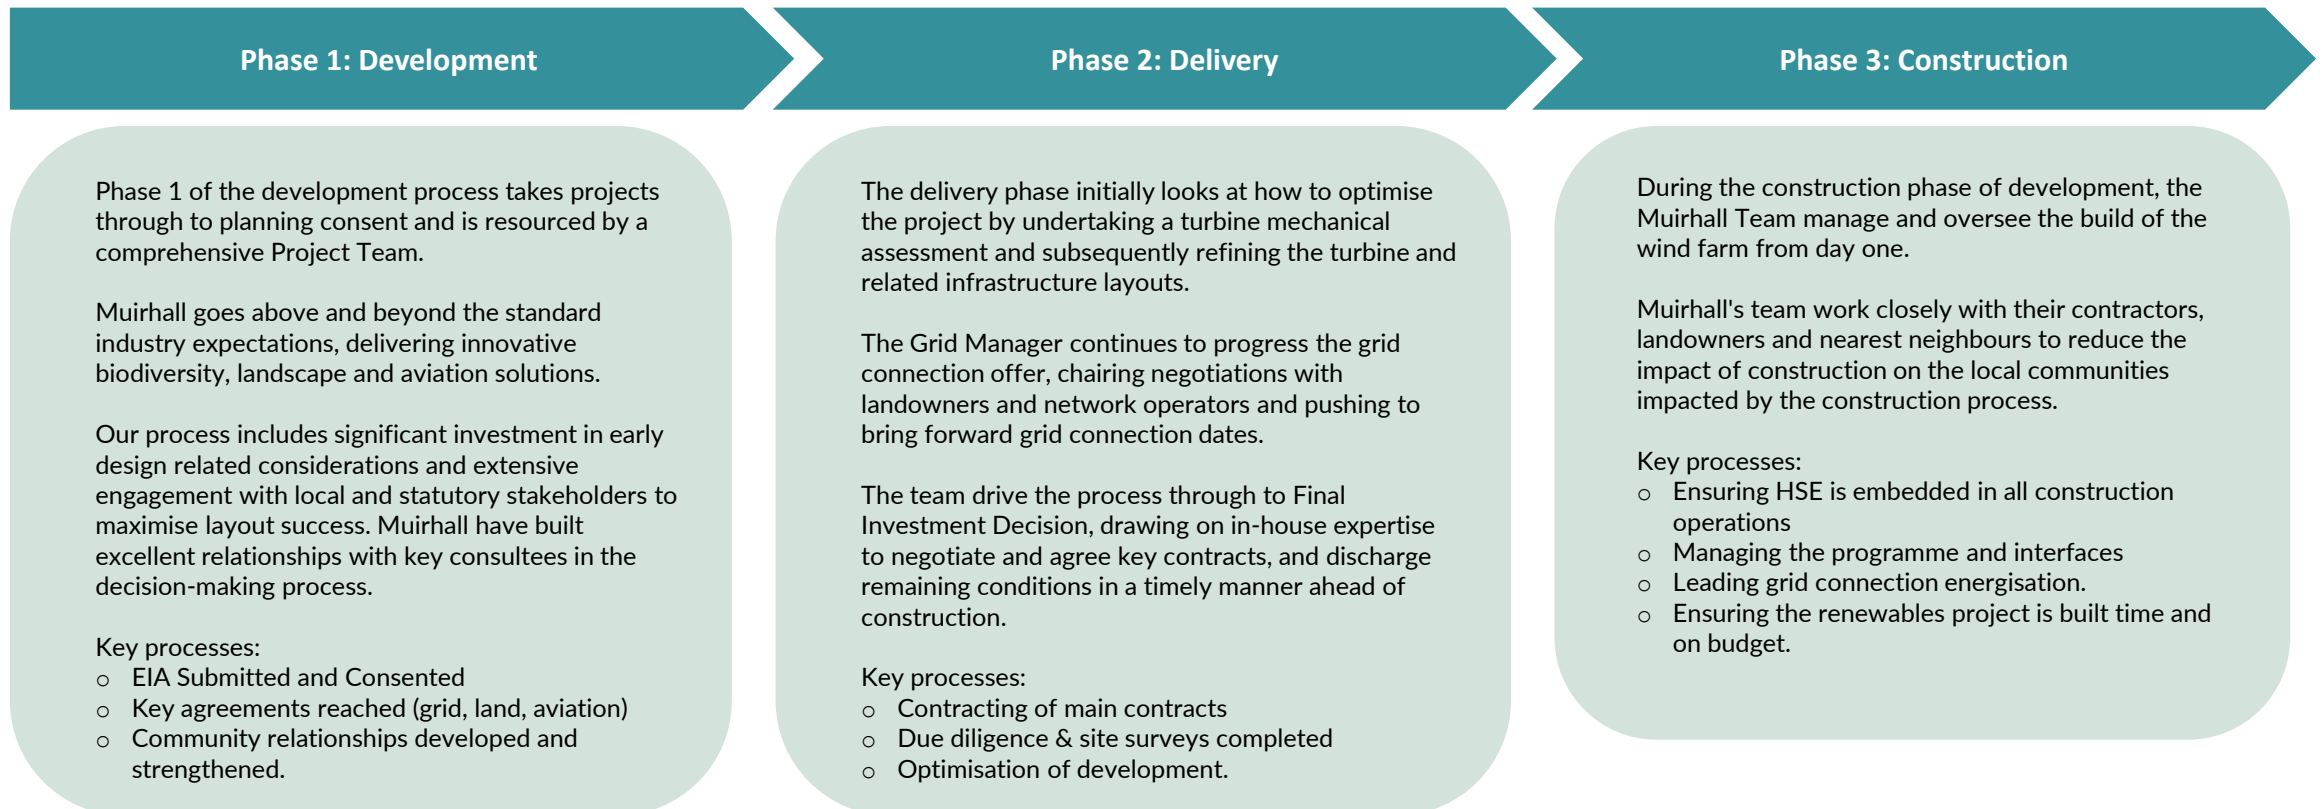 Phase 1: Development
Phase 2: Delivery
Phase 3: Construction
Phase 1 of the development process takes projects
through to planning consent and is resourced by a
comprehensive Project Team.
Muirhall goes above and beyond the standard
industry expectations, delivering innovative
biodiversity, landscape and aviation solutions.
Our process includes significant investment in early
design related considerations and extensive
engagement with local and statutory stakeholders to
maximise layout success. Muirhall have built
excellent relationships with key consultees in the
decision-making process.
Key processes:
o EIA Submitted and Consented
o Key agreements reached (grid, land, aviation)
o Community relationships developed and
strengthened.
The delivery phase initially looks at how to optimise
the project by undertaking a turbine mechanical
assessment and subsequently refining the turbine and
related infrastructure layouts.
The Grid Manager continues to progress the grid
connection offer, chairing negotiations with
landowners and network operators and pushing to
bring forward grid connection dates.
The team drive the process through to Final
Investment Decision, drawing on in-house expertise
to negotiate and agree key contracts, and discharge
remaining conditions in a timely manner ahead of
construction.
Key processes:
o Contracting of main contracts
o Due diligence & site surveys completed
o Optimisation of development.
During the construction phase of development, the
Muirhall Team manage and oversee the build of the
wind farm from day one.
Muirhall's team work closely with their contractors,
landowners and nearest neighbours to reduce the
impact of construction on the local communities
impacted by the construction process.
Key processes:
o Ensuring HSE is embedded in all construction
operations
o Managing the programme and interfaces
o Leading grid connection energisation.
o Ensuring the renewables project is built time and
on budget.